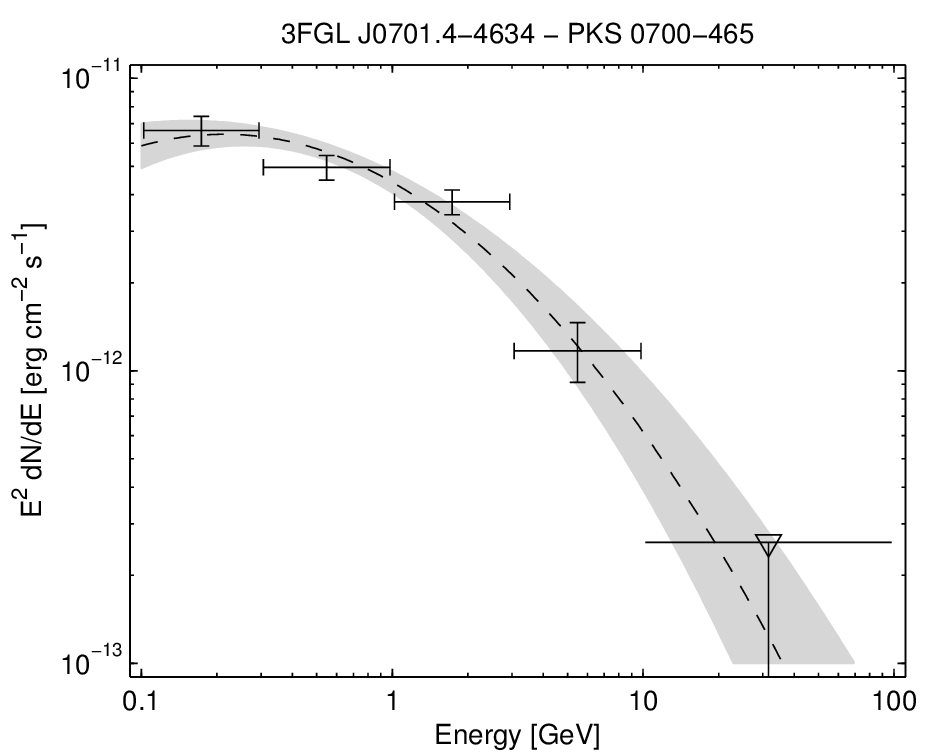 3FGL J0701.4−4634 − PKS 0700−465
10⁻¹¹
10⁻¹²
10⁻¹³
E² dN/dE [erg cm⁻² s⁻¹]
0.1 1 10 100
Energy [GeV]